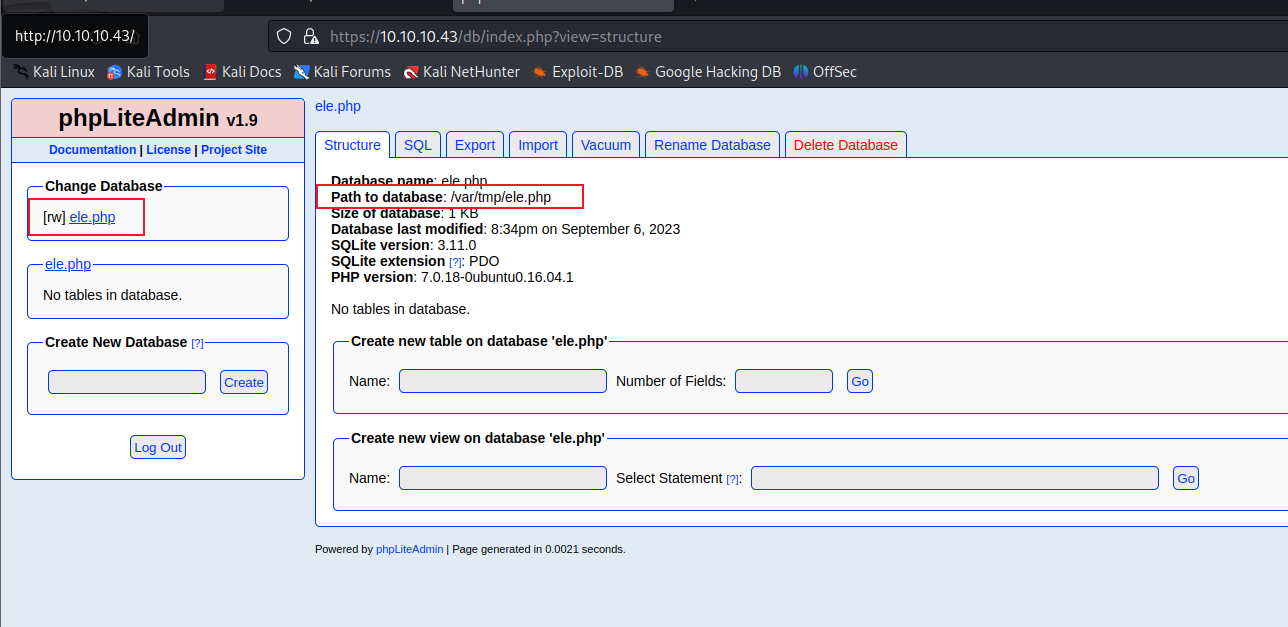 http://10.10.10.43/
https://10.10.10.43/db/index.php?view=structure
Kali Linux Kali Tools Kali Docs Kali Forums Kali NetHunter Exploit-DB Google Hacking DB OffSec
phpLiteAdmin v1.9
Documentation | License | Project Site
Change Database
[rw] ele.php
ele.php
No tables in database.
Create New Database [?]
Create
Log Out
ele.php
Structure SQL Export Import Vacuum Rename Database Delete Database
Database name: ele.php
Path to database: /var/tmp/ele.php
Size of database: 1 KB
Database last modified: 8:34pm on September 6, 2023
SQLite version: 3.11.0
SQLite extension [?]: PDO
PHP version: 7.0.18-0ubuntu0.16.04.1
No tables in database.
Create new table on database 'ele.php'
Name: Number of Fields: Go
Create new view on database 'ele.php'
Name: Select Statement [?]: Go
Powered by phpLiteAdmin | Page generated in 0.0021 seconds.